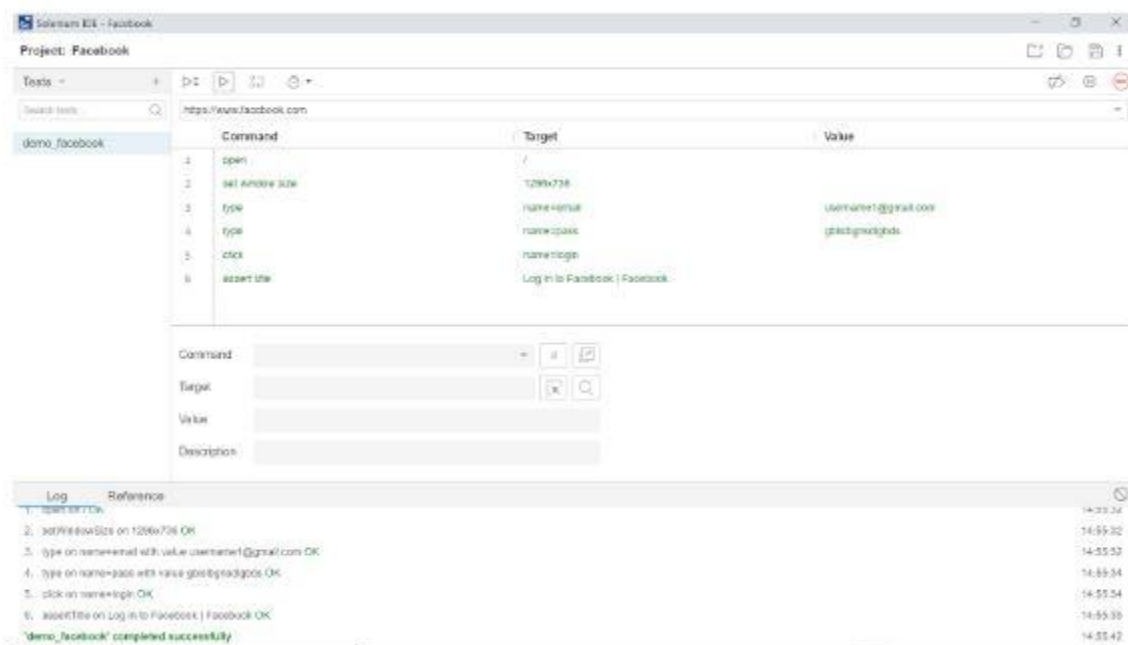 Selenium IDE - Facebook
Project: Facebook
Tests
Search tests...
https://www.facebook.com
demo_facebook
Command Target Value
1 open /
2 set window size 1296x736
3 type name=email username1@gmail.com
4 type name=pass
5 click name=login
6 assert title Log in to Facebook | Facebook
Command
//
Target
Value
Description
Log Reference
1. open on / OK 14:55:32
2. setWindowSize on 1296x736 OK 14:55:32
3. type on name=email with value username1@gmail.com OK 14:55:32
4. type on name=pass with value OK 14:55:34
5. click on name=login OK 14:55:34
6. assertTitle on Log in to Facebook | Facebook OK
'demo_facebook' completed successfully 14:55:42